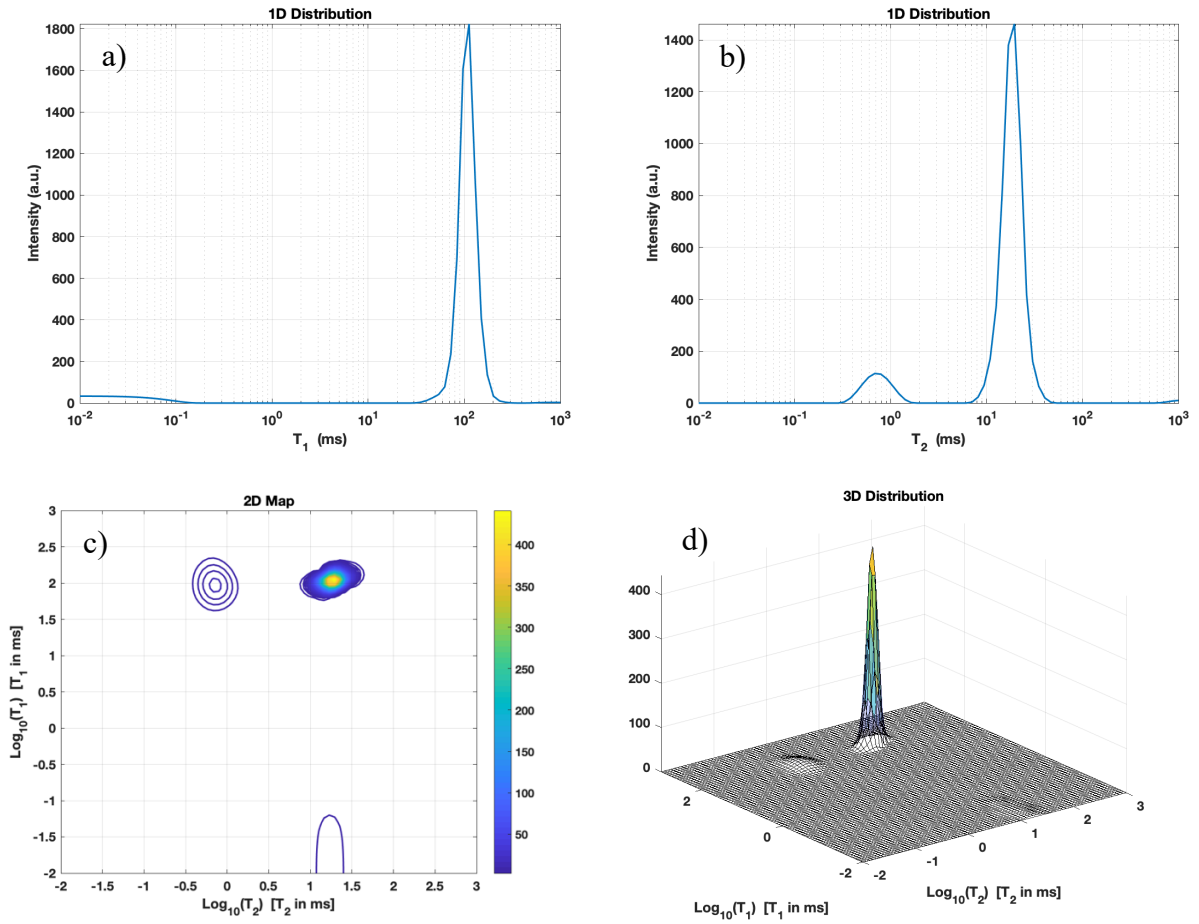 1D Distribution
a)
1800
1600
1400
1200
1000
800
600
400
200
0
Intensity (a.u.)
10-2 10-1 100 101 102 103
T1 (ms)
1D Distribution
b)
1400
1200
1000
800
600
400
200
0
Intensity (a.u.)
10-2 10-1 100 101 102 103
T2 (ms)
2D Map
c)
3
2.5
2
1.5
1
0.5
0
-0.5
-1
-1.5
-2
Log10(T1) [T1 in ms]
-2 -1.5 -1 -0.5 0 0.5 1 1.5 2 2.5 3
Log10(T2) [T2 in ms]
400
350
300
250
200
150
100
50
3D Distribution
d)
400
300
200
100
0
2
0
-2
Log10(T1) [T1 in ms]
-2
-1
0
1
2
3
Log10(T2) [T2 in ms]